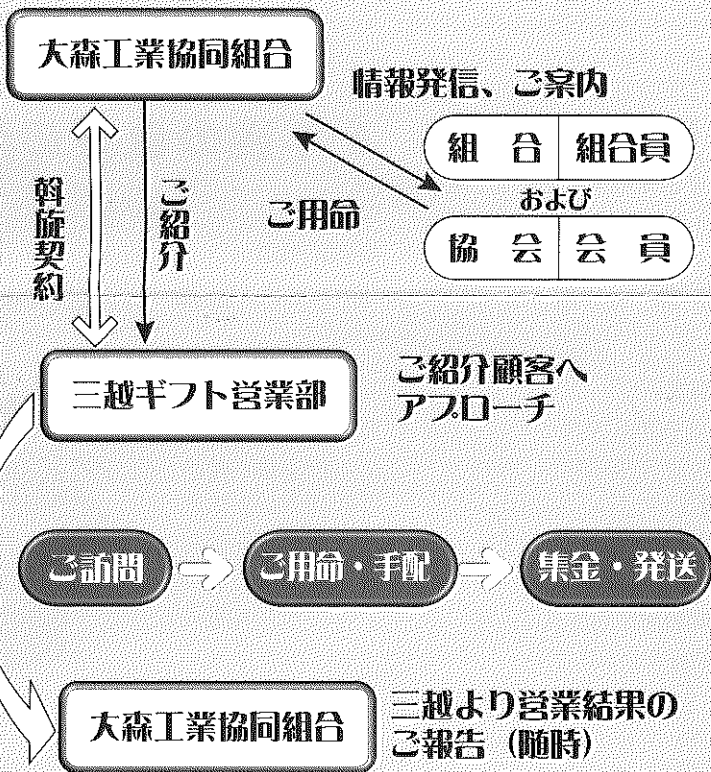 大森工業協同組合
情報発信、ご案内
組合 組合員
および
協会 会員
ご用命
斡旋契約
ご紹介
三越ギフト営業部
ご紹介顧客へ
アプローチ
ご訪問
ご用命・手配
集金・発送
大森工業協同組合
三越より営業結果の
ご報告（随時）